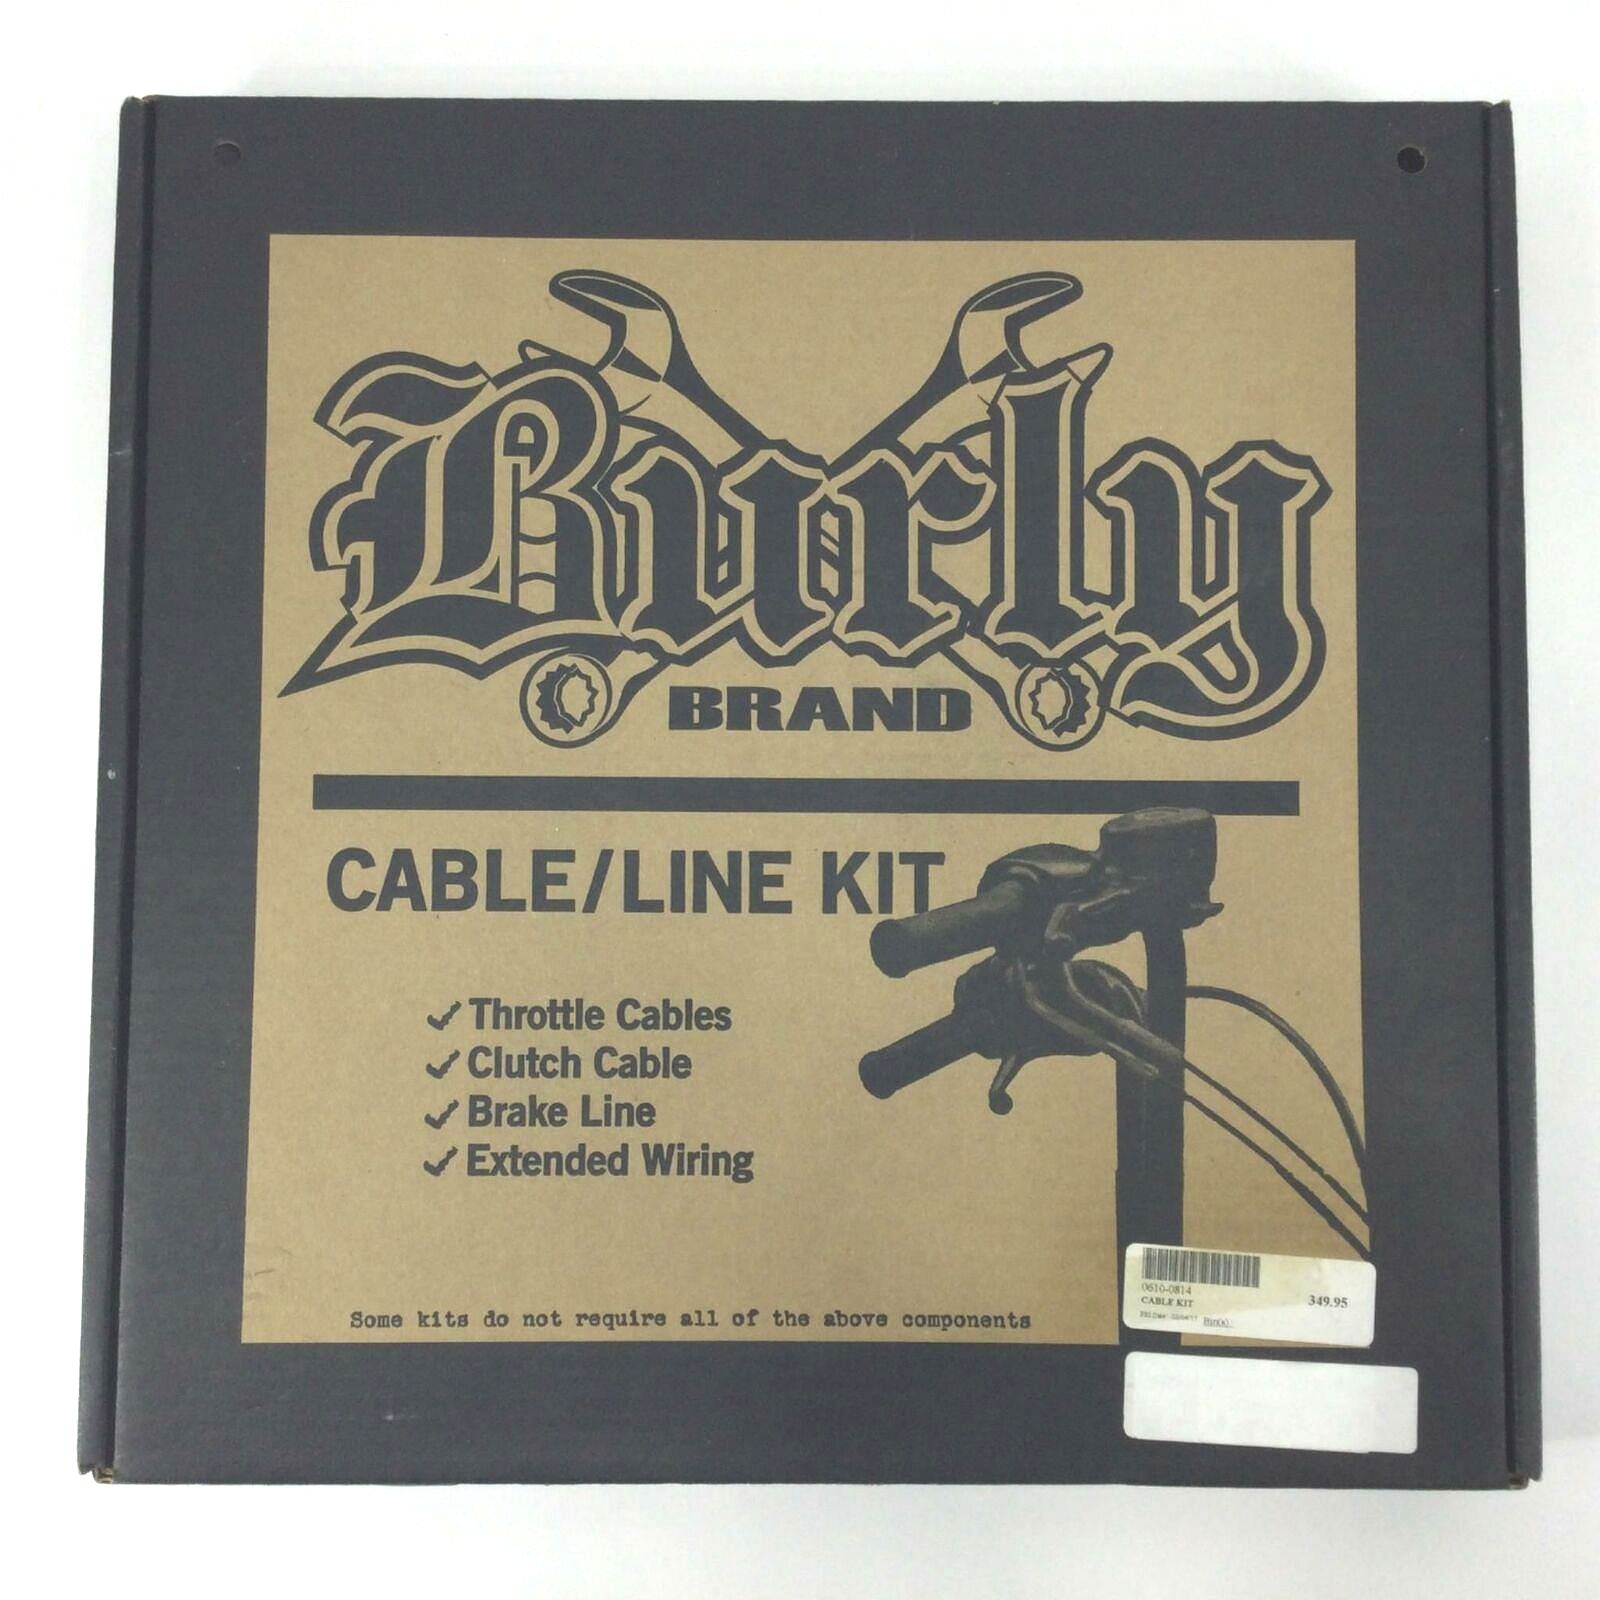 Burly
BRAND
CABLE/LINE KIT
Throttle Cables
Clutch Cable
Brake Line
Extended Wiring
Some kits do not require all of the above components
0610-0814
CABLE KIT 349.95
Bin(s)